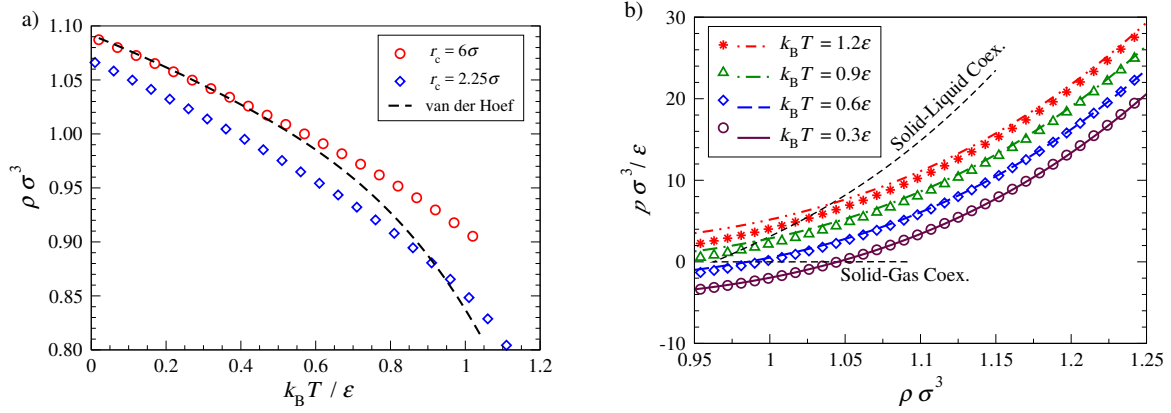 a)
ρ σ³
1.10
1.05
1.00
0.95
0.90
0.85
0.80
0
0.2
0.4
0.6
0.8
1
1.2
k_B T / ε
r_c = 6σ
r_c = 2.25σ
van der Hoef
b)
p σ³/ ε
30
20
10
0
-10
0.95
1
1.05
1.1
1.15
1.2
1.25
ρ σ³
k_B T = 1.2ε
k_B T = 0.9ε
k_B T = 0.6ε
k_B T = 0.3ε
Solid-Liquid Coex.
Solid-Gas Coex.